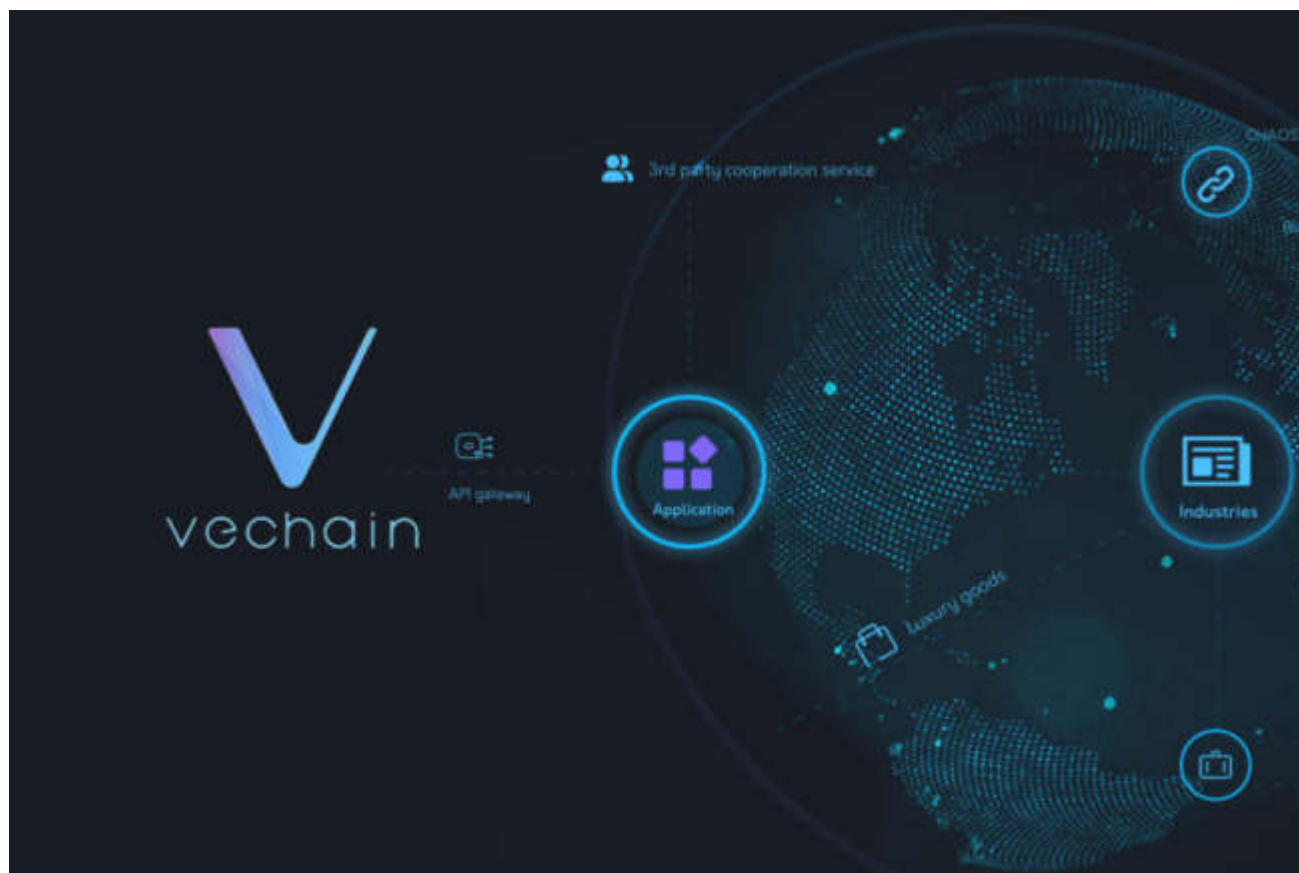 3rd party cooperation service
vechain
API gateway
Application
Industries
Luxury goods